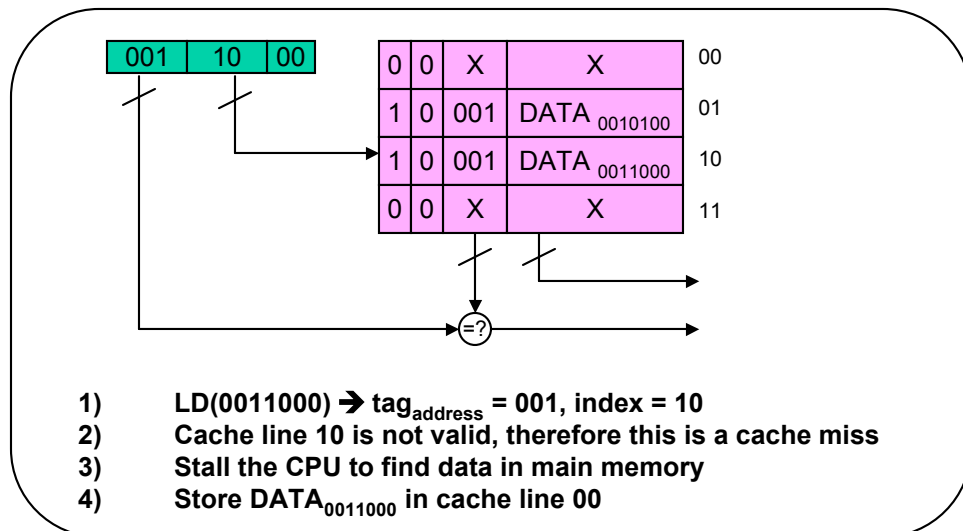 001 10 00
0 0 X X 00
1 0 001 DATA 0010100 01
1 0 001 DATA 0011000 10
0 0 X X 11
=?
1) LD(0011000) ➔ tag address = 001, index = 10
2) Cache line 10 is not valid, therefore this is a cache miss
3) Stall the CPU to find data in main memory
4) Store DATA0011000 in cache line 00